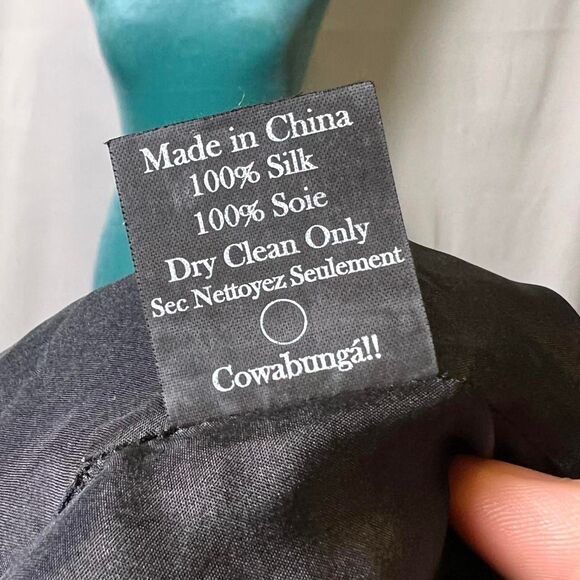 Made in China
100% Silk
100% Soie
Dry Clean Only
Sec Nettoyez Seulement
Cowabungá!!